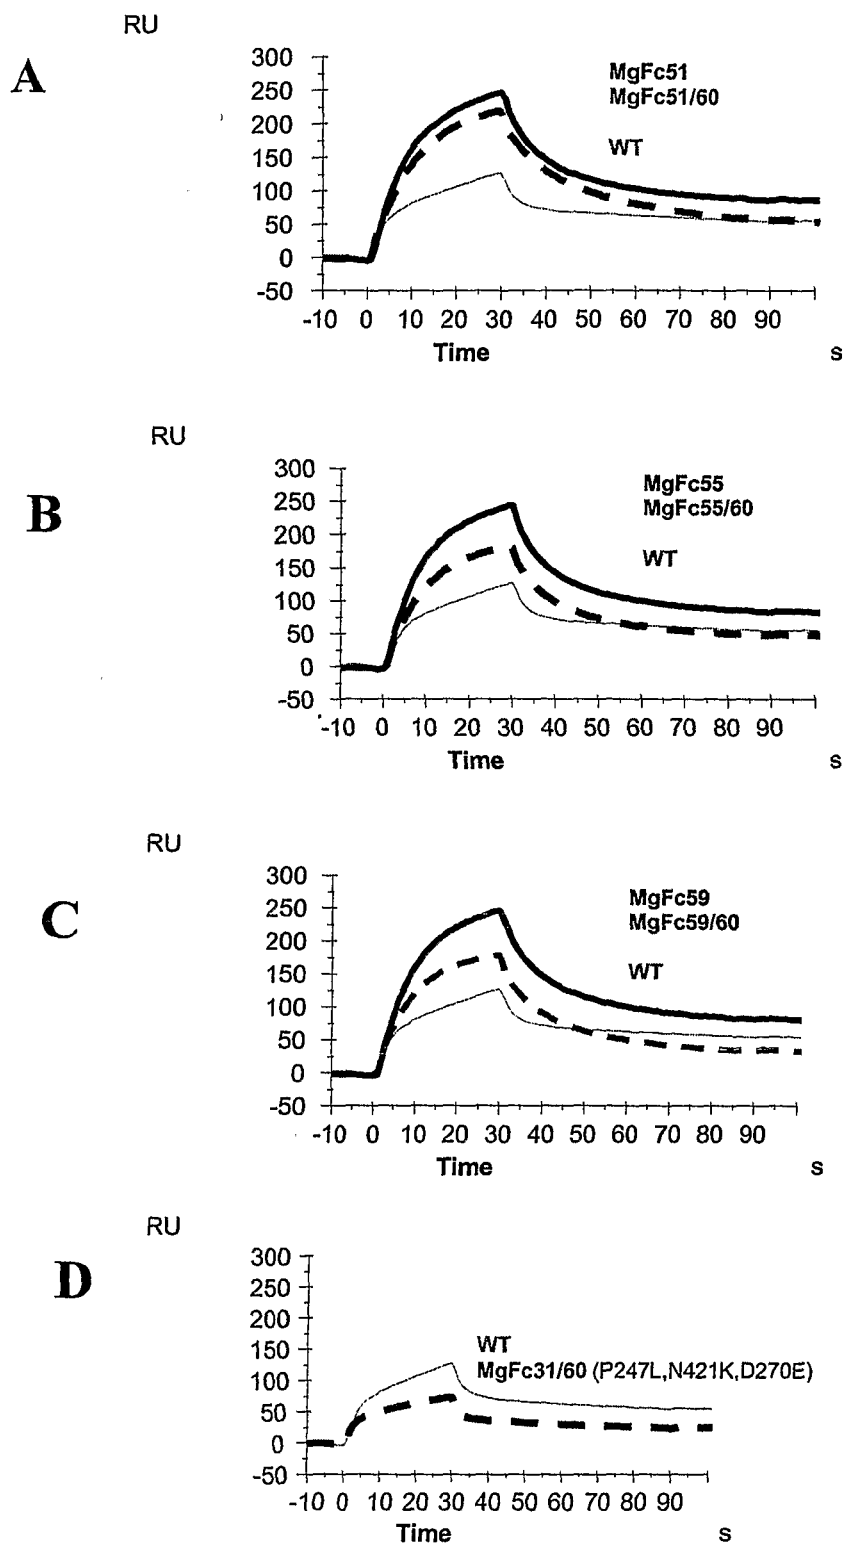 RU
A
300
250
200
150
100
50
0
-50
MgFc51
MgFc51/60
WT
-10 0 10 20 30 40 50 60 70 80 90
Time
s
RU
B
300
250
200
150
100
50
0
-50
MgFc55
MgFc55/60
WT
-10 0 10 20 30 40 50 60 70 80 90
Time
s
RU
C
300
250
200
150
100
50
0
-50
MgFc59
MgFc59/60
WT
-10 0 10 20 30 40 50 60 70 80 90
Time
s
RU
D
300
250
200
150
100
50
0
-50
WT
MgFc31/60 (P247L,N421K,D270E)
-10 0 10 20 30 40 50 60 70 80 90
Time
s